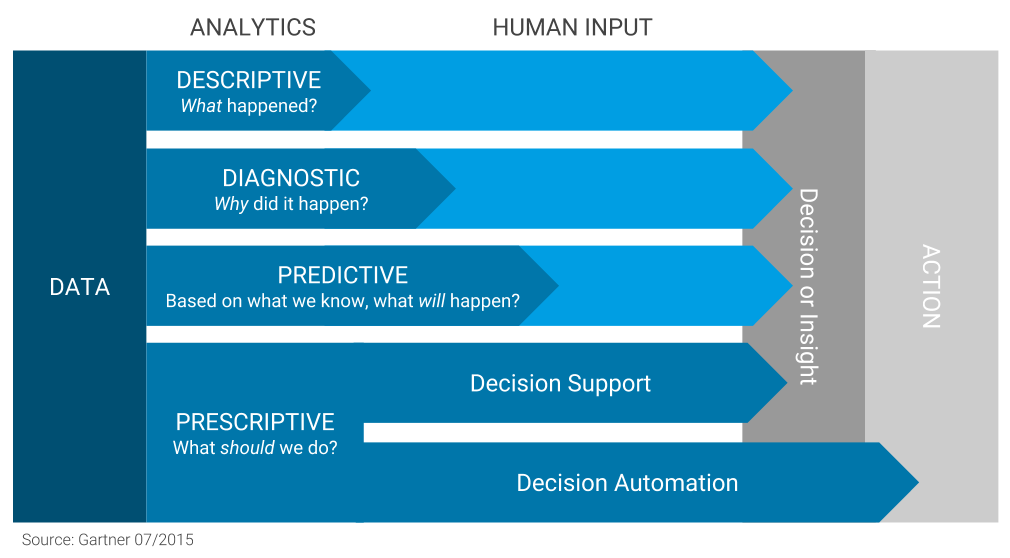 ANALYTICS
HUMAN INPUT
DATA
DESCRIPTIVE
What happened?
DIAGNOSTIC
Why did it happen?
PREDICTIVE
Based on what we know, what will happen?
PRESCRIPTIVE
What should we do?
Decision Support
Decision Automation
Decision or Insight
ACTION
Source: Gartner 07/2015